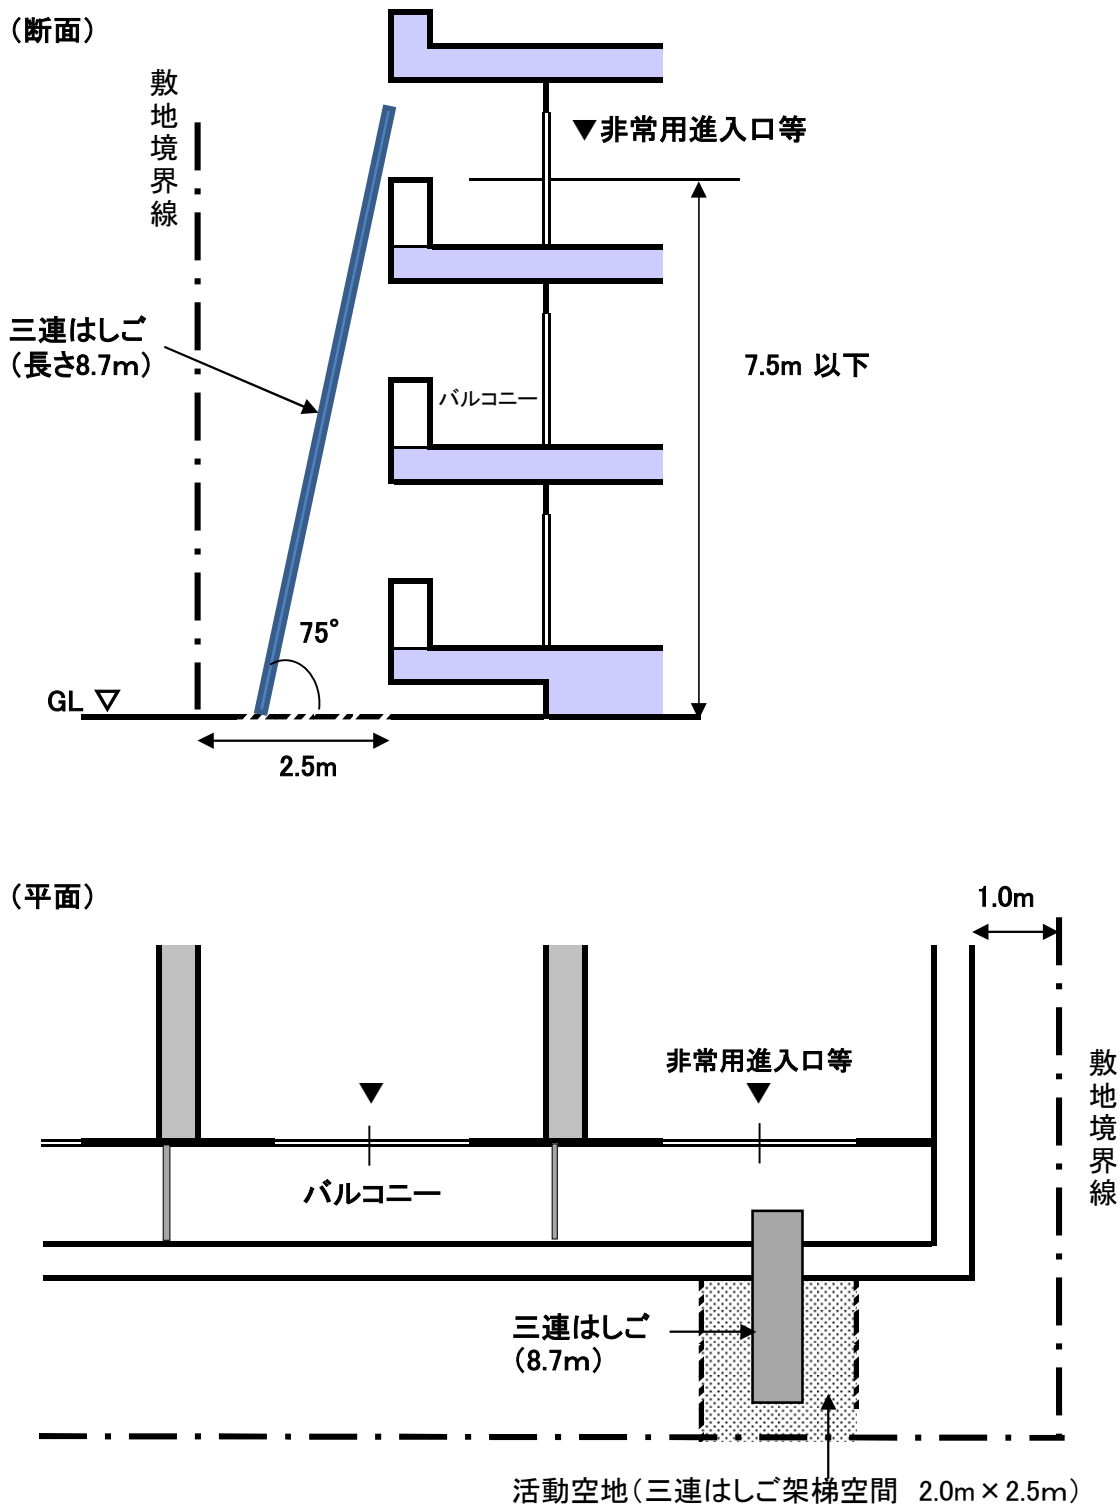 （断面）
敷地境界線
▼非常用進入口等
三連はしご
（長さ8.7ｍ）
7.5m 以下
バルコニー
75°
GL ▽
2.5m
（平面）
1.0m
非常用進入口等
敷地境界線
バルコニー
三連はしご
（8.7ｍ）
活動空地（三連はしご架梯空間　2.0m×2.5ｍ）